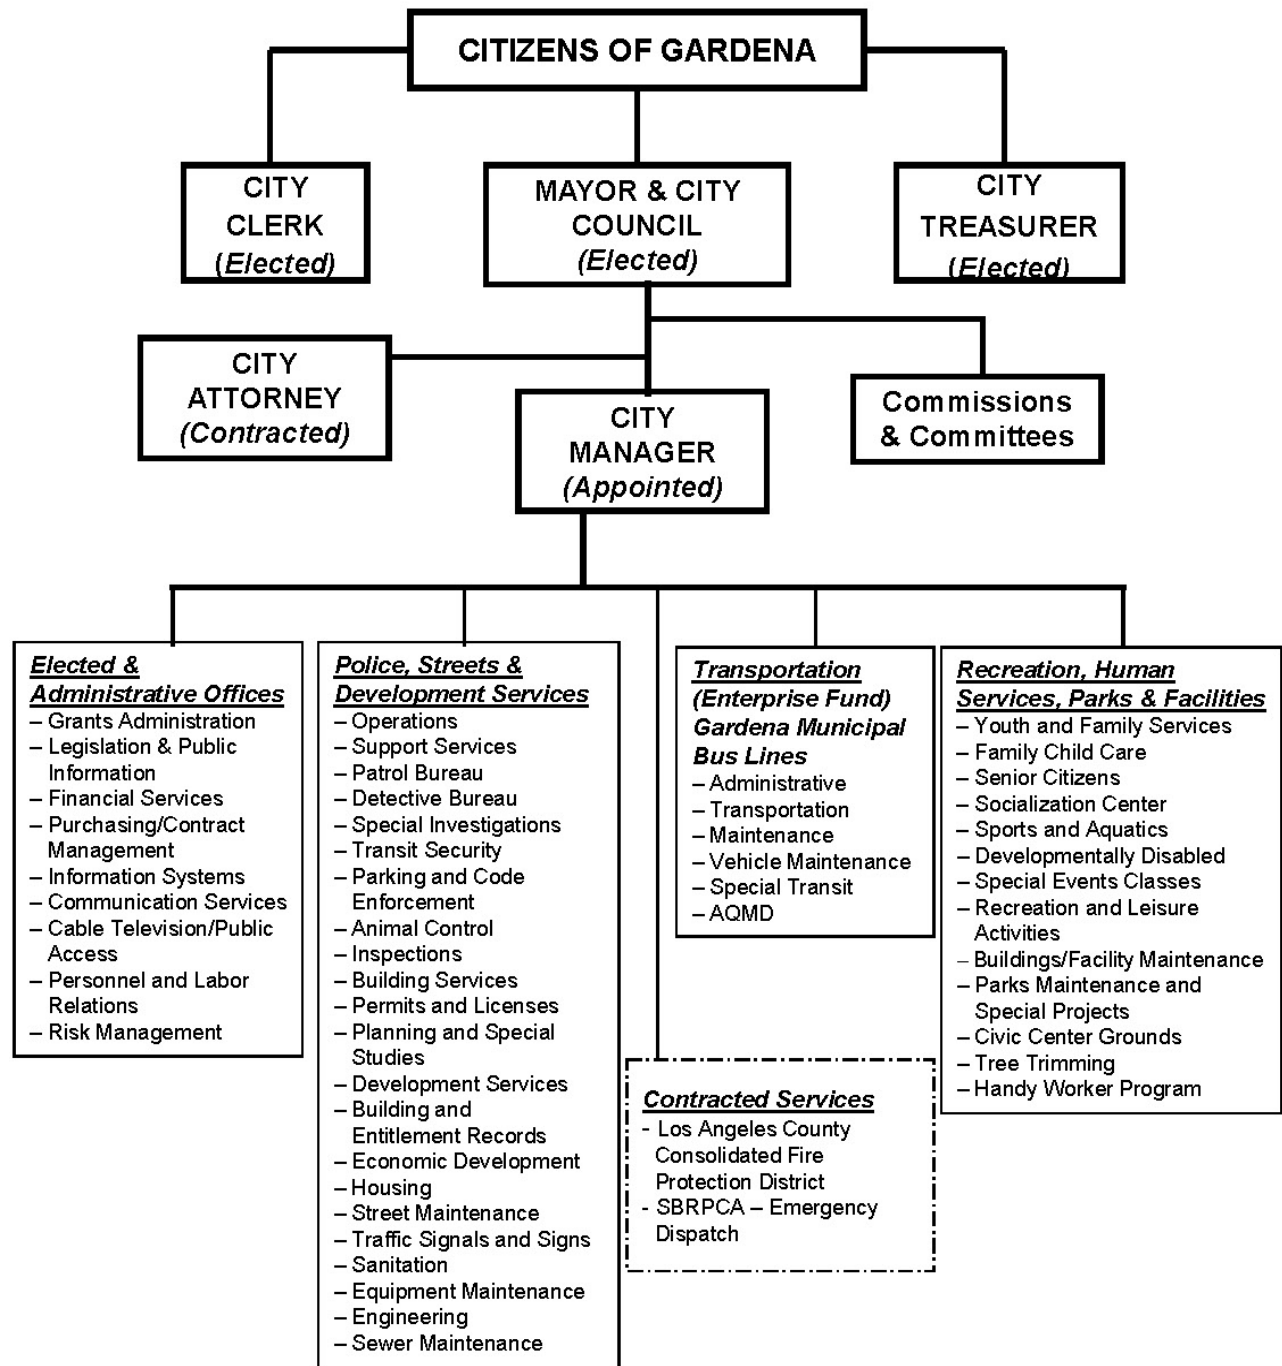 CITIZENS OF GARDENA
CITY
CLERK
(Elected)
MAYOR & CITY
COUNCIL
(Elected)
CITY
TREASURER
(Elected)
CITY
ATTORNEY
(Contracted)
CITY
MANAGER
(Appointed)
Commissions
& Committees
Elected &
Administrative Offices
– Grants Administration
– Legislation & Public
Information
– Financial Services
– Purchasing/Contract
Management
– Information Systems
– Communication Services
– Cable Television/Public
Access
– Personnel and Labor
Relations
– Risk Management
Police, Streets &
Development Services
– Operations
– Support Services
– Patrol Bureau
– Detective Bureau
– Special Investigations
– Transit Security
– Parking and Code
Enforcement
– Animal Control
– Inspections
– Building Services
– Permits and Licenses
– Planning and Special
Studies
– Development Services
– Building and
Entitlement Records
– Economic Development
– Housing
– Street Maintenance
– Traffic Signals and Signs
– Sanitation
– Equipment Maintenance
– Engineering
– Sewer Maintenance
Transportation
(Enterprise Fund)
Gardena Municipal
Bus Lines
– Administrative
– Transportation
– Maintenance
– Vehicle Maintenance
– Special Transit
– AQMD
Contracted Services
- Los Angeles County
Consolidated Fire
Protection District
- SBRPCA – Emergency
Dispatch
Recreation, Human
Services, Parks & Facilities
– Youth and Family Services
– Family Child Care
– Senior Citizens
– Socialization Center
– Sports and Aquatics
– Developmentally Disabled
– Special Events Classes
– Recreation and Leisure
Activities
– Buildings/Facility Maintenance
– Parks Maintenance and
Special Projects
– Civic Center Grounds
– Tree Trimming
– Handy Worker Program